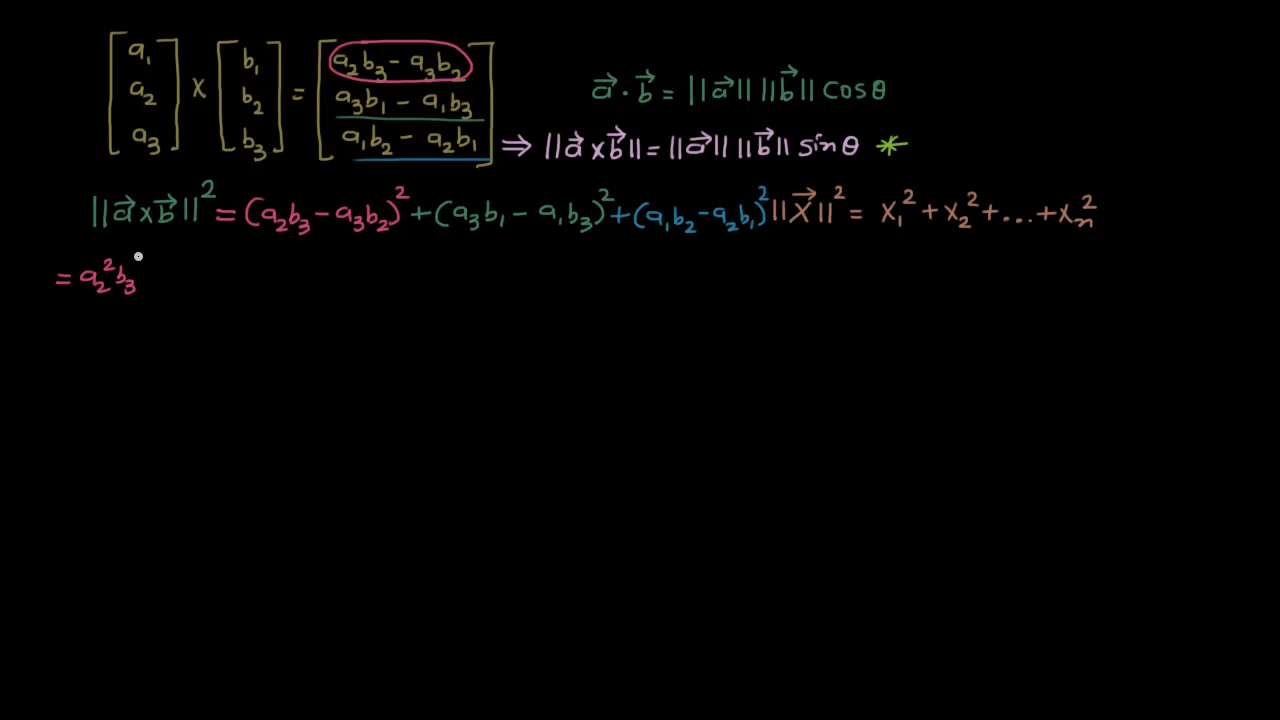 [a₁ a₂ a₃] × [b₁ b₂ b₃] = [a₂b₃ - a₃b₂
a₃b₁ - a₁b₃
a₁b₂ - a₂b₁]
a⃗ · b⃗ = ||a⃗|| ||b⃗|| cos θ
⇒ ||a⃗ × b⃗|| = ||a⃗|| ||b⃗|| sin θ *
||a⃗ × b⃗||² = (a₂b₃ - a₃b₂)² + (a₃b₁ - a₁b₃)² + (a₁b₂ - a₂b₁)² ||x⃗||² = x₁² + x₂² + ... + xₙ²
= a₂²b₃